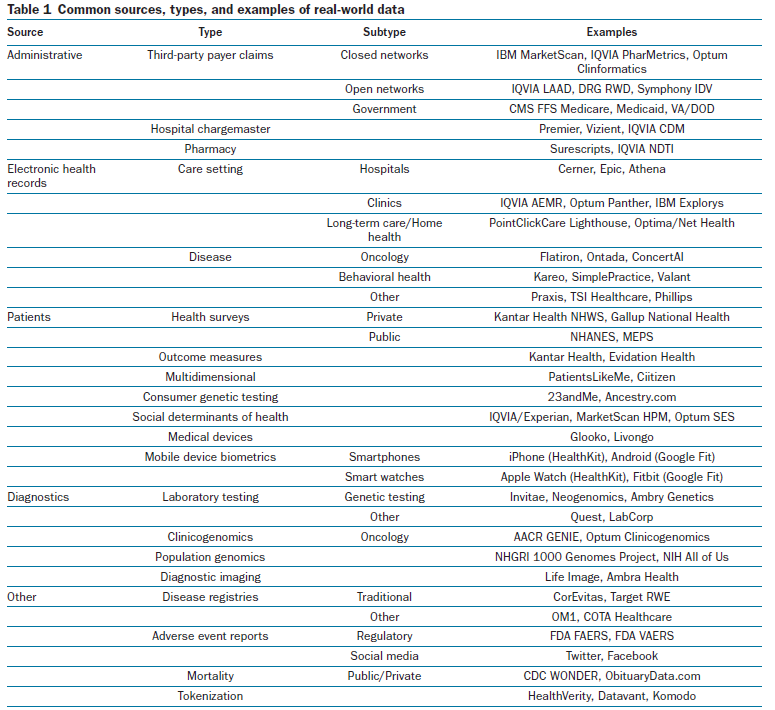 Table 1 Common sources, types, and examples of real-world data
Source Type Subtype Examples
Administrative Third-party payer claims Closed networks IBM MarketScan, IQVIA PharMetrics, Optum
Clinformatics
Open networks IQVIA LAAD, DRG RWD, Symphony IDV
Government CMS FFS Medicare, Medicaid, VA/DOD
Hospital chargemaster Premier, Vizient, IQVIA CDM
Pharmacy Surescripts, IQVIA NDTI
Electronic health Care setting Hospitals Cerner, Epic, Athena
records
Clinics IQVIA AEMR, Optum Panther, IBM Explorys
Long-term care/Home PointClickCare Lighthouse, Optima/Net Health
health
Disease Oncology Flatiron, Ontada, ConcertAI
Behavioral health Kareo, SimplePractice, Valant
Other Praxis, TSI Healthcare, Phillips
Patients Health surveys Private Kantar Health NHWS, Gallup National Health
Public NHANES, MEPS
Outcome measures Kantar Health, Evidation Health
Multidimensional PatientsLikeMe, Ciitizen
Consumer genetic testing 23andMe, Ancestry.com
Social determinants of health IQVIA/Experian, MarketScan HPM, Optum SES
Medical devices Glooko, Livongo
Mobile device biometrics Smartphones iPhone (HealthKit), Android (Google Fit)
Smart watches Apple Watch (HealthKit), Fitbit (Google Fit)
Diagnostics Laboratory testing Genetic testing Invitae, Neogenomics, Ambry Genetics
Other Quest, LabCorp
Clinicogenomics Oncology AACR GENIE, Optum Clinicogenomics
Population genomics NHGRI 1000 Genomes Project, NIH All of Us
Diagnostic imaging Life Image, Ambra Health
Other Disease registries Traditional CorEvitas, Target RWE
Other OM1, COTA Healthcare
Adverse event reports Regulatory FDA FAERS, FDA VAERS
Social media Twitter, Facebook
Mortality Public/Private CDC WONDER, ObituaryData.com
Tokenization HealthVerity, Datavant, Komodo